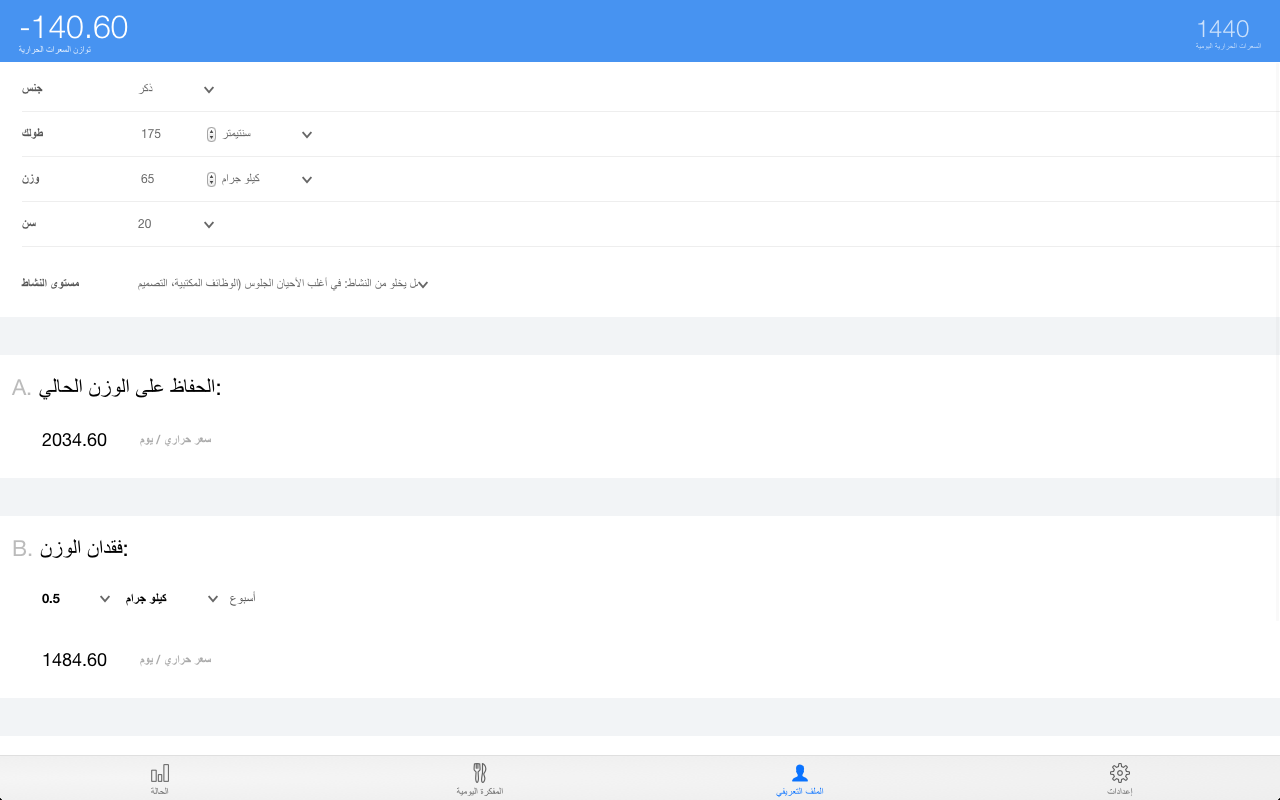 -140.60
توازن السعرات الحرارية
1440
السعرات الحرارية اليومية
جنس
ذكر
طولك
175
سنتيمتر
وزن
65
كيلو جرام
سن
20
مستوى النشاط
مل يخلو من النشاط: في أغلب الأحيان الجلوس (الوظائف المكتبية، التصميم
A. الحفاظ على الوزن الحالي:
2034.60
سعر حراري / يوم
B. فقدان الوزن:
0.5
كيلو جرام
أسبوع
1484.60
سعر حراري / يوم
الحالة
المفكرة اليومية
الملف التعريفي
إعدادات